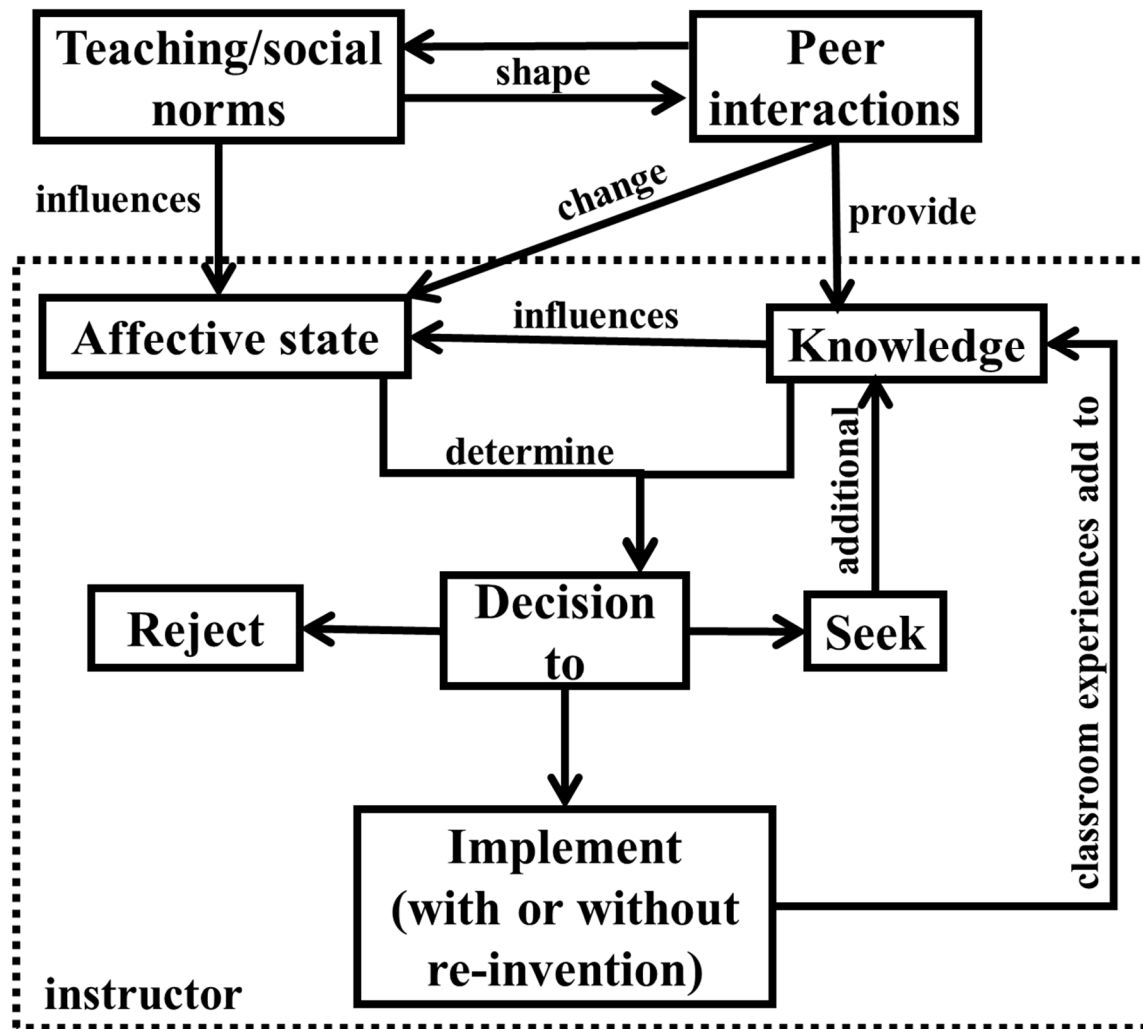 Teaching/social
norms
shape
Peer
interactions
influences
change
provide
Affective state
influences
Knowledge
determine
additional
classroom experiences add to
Reject
Decision
to
Seek
Implement
(with or without
re-invention)
instructor